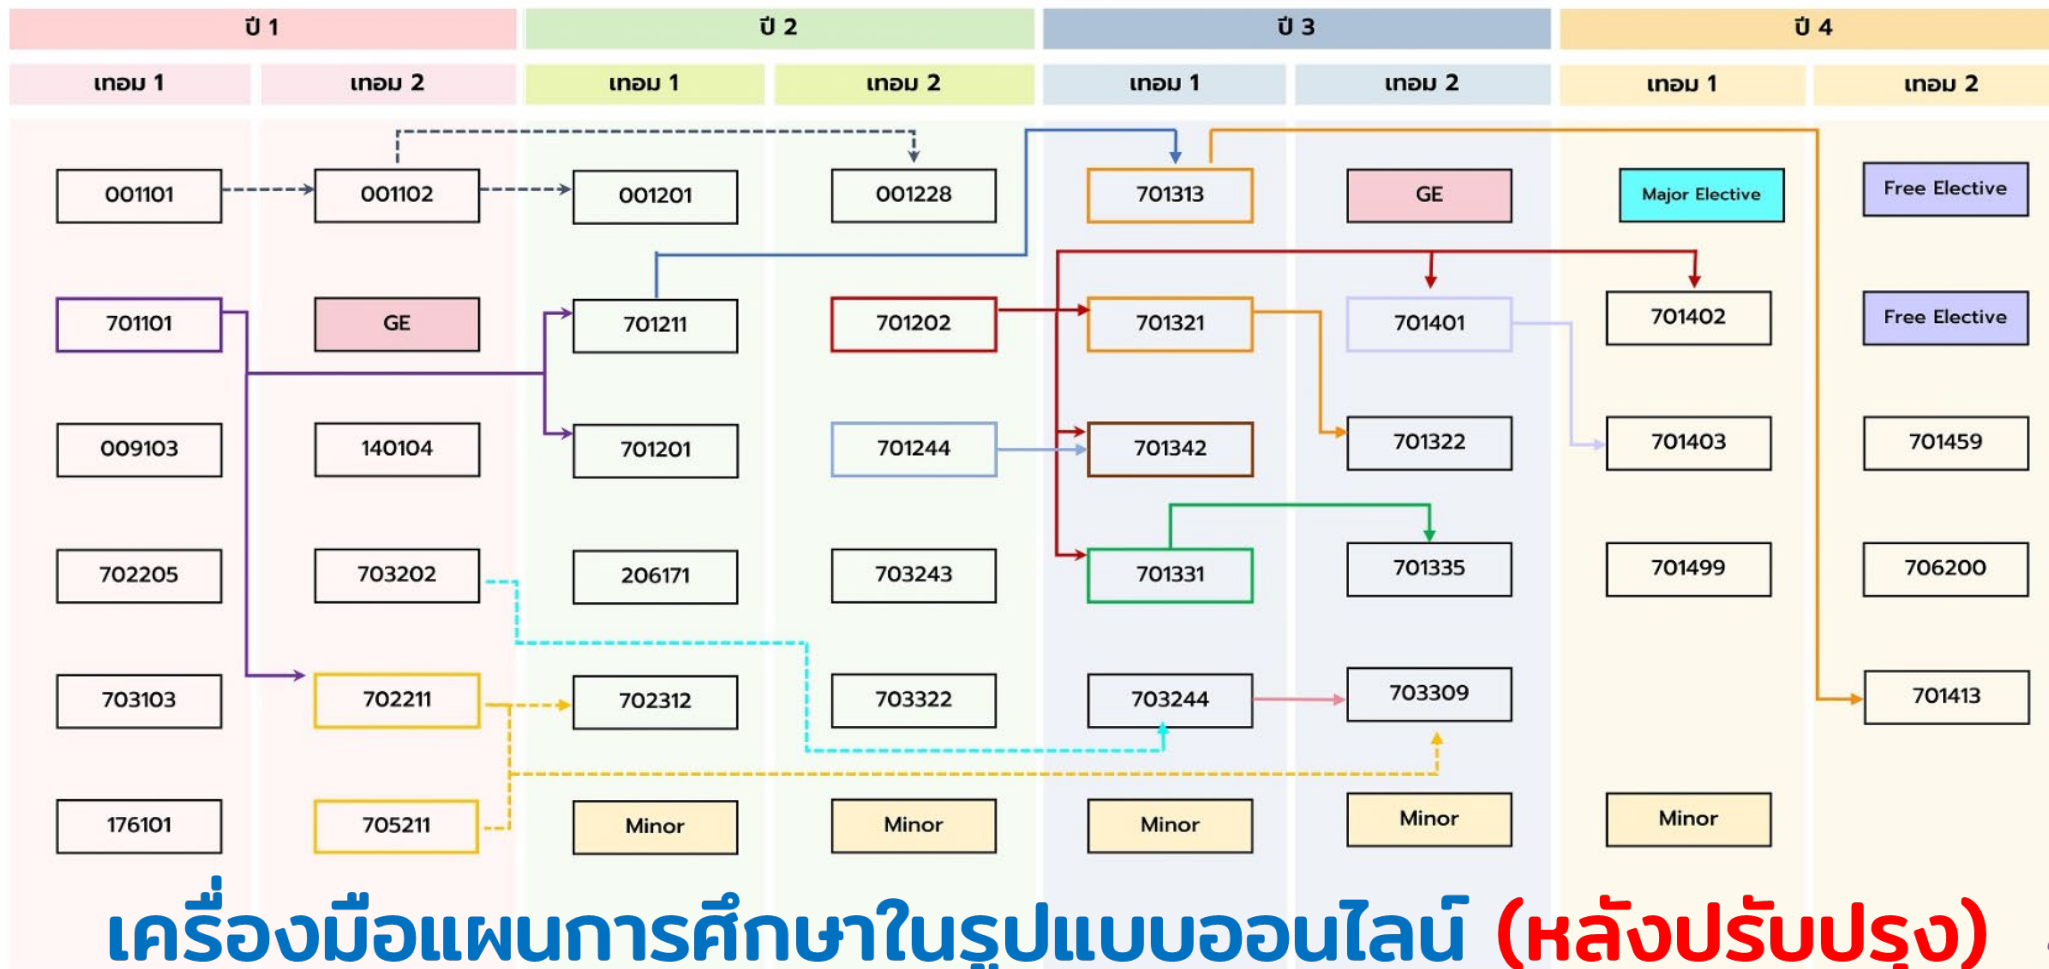 ปี 1 ปี 2 ปี 3 ปี 4
เทอม 1 เทอม 2 เทอม 1 เทอม 2 เทอม 1 เทอม 2 เทอม 1 เทอม 2
001101 001102 001201 001228 701313 GE Major Elective Free Elective
701101 GE 701211 701202 701321 701401 701402 Free Elective
009103 140104 701201 701244 701342 701322 701403 701459
702205 703202 206171 703243 701331 701335 701499 706200
703103 702211 702312 703322 703244 703309 701413
176101 705211 Minor Minor Minor Minor Minor
เครื่องมือแผนการศึกษาในรูปแบบออนไลน์ (หลังปรับปรุง)